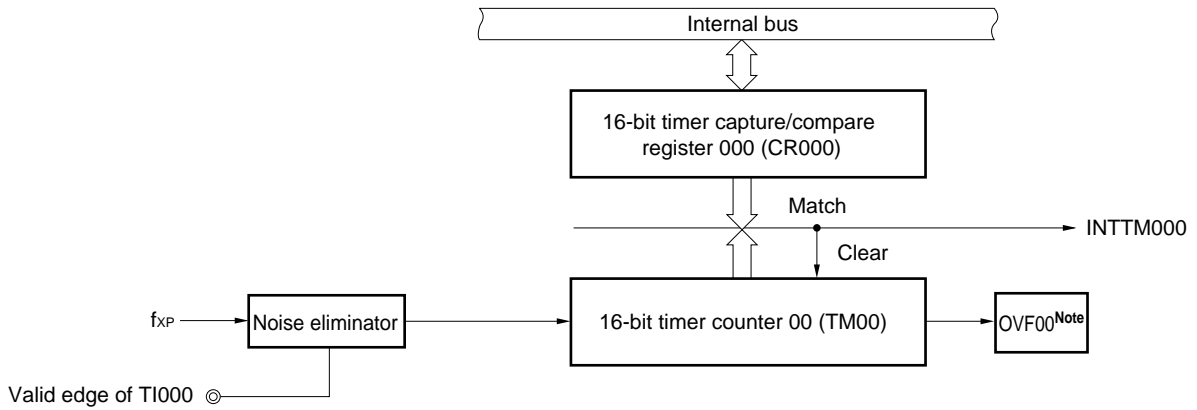 Internal bus
16-bit timer capture/compare
register 000 (CR000)
Match
INTTM000
Clear
fXP
Noise eliminator
16-bit timer counter 00 (TM00)
OVF00Note
Valid edge of TI000